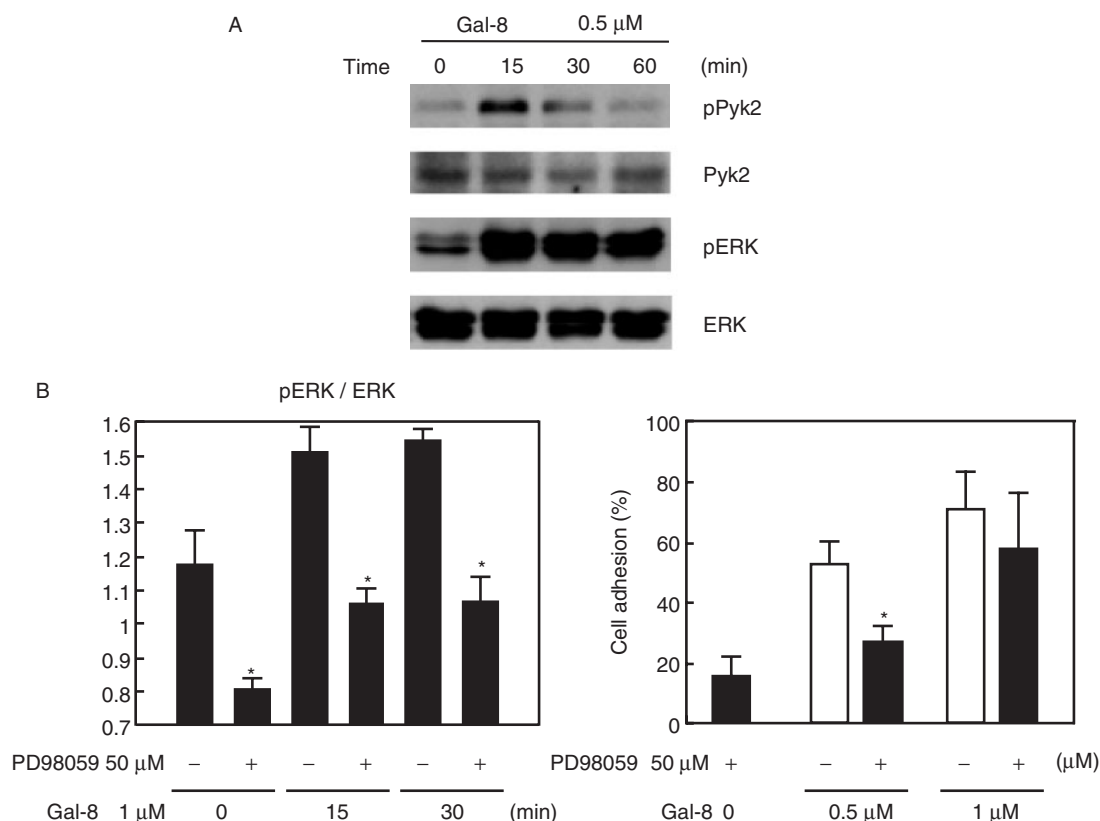 A
Gal-8 0.5 μM
Time 0 15 30 60 (min)
pPyk2
Pyk2
pERK
ERK
B
pERK / ERK
1.6
1.5
1.4
1.3
1.2
1.1
1
0.9
0.8
0.7
* * *
PD98059 50 μM – + – + – +
Gal-8 1 μM 0 15 30 (min)
Cell adhesion (%)
100
80
60
40
20
0
*
PD98059 50 μM + – + – + (μM)
Gal-8 0 0.5 μM 1 μM